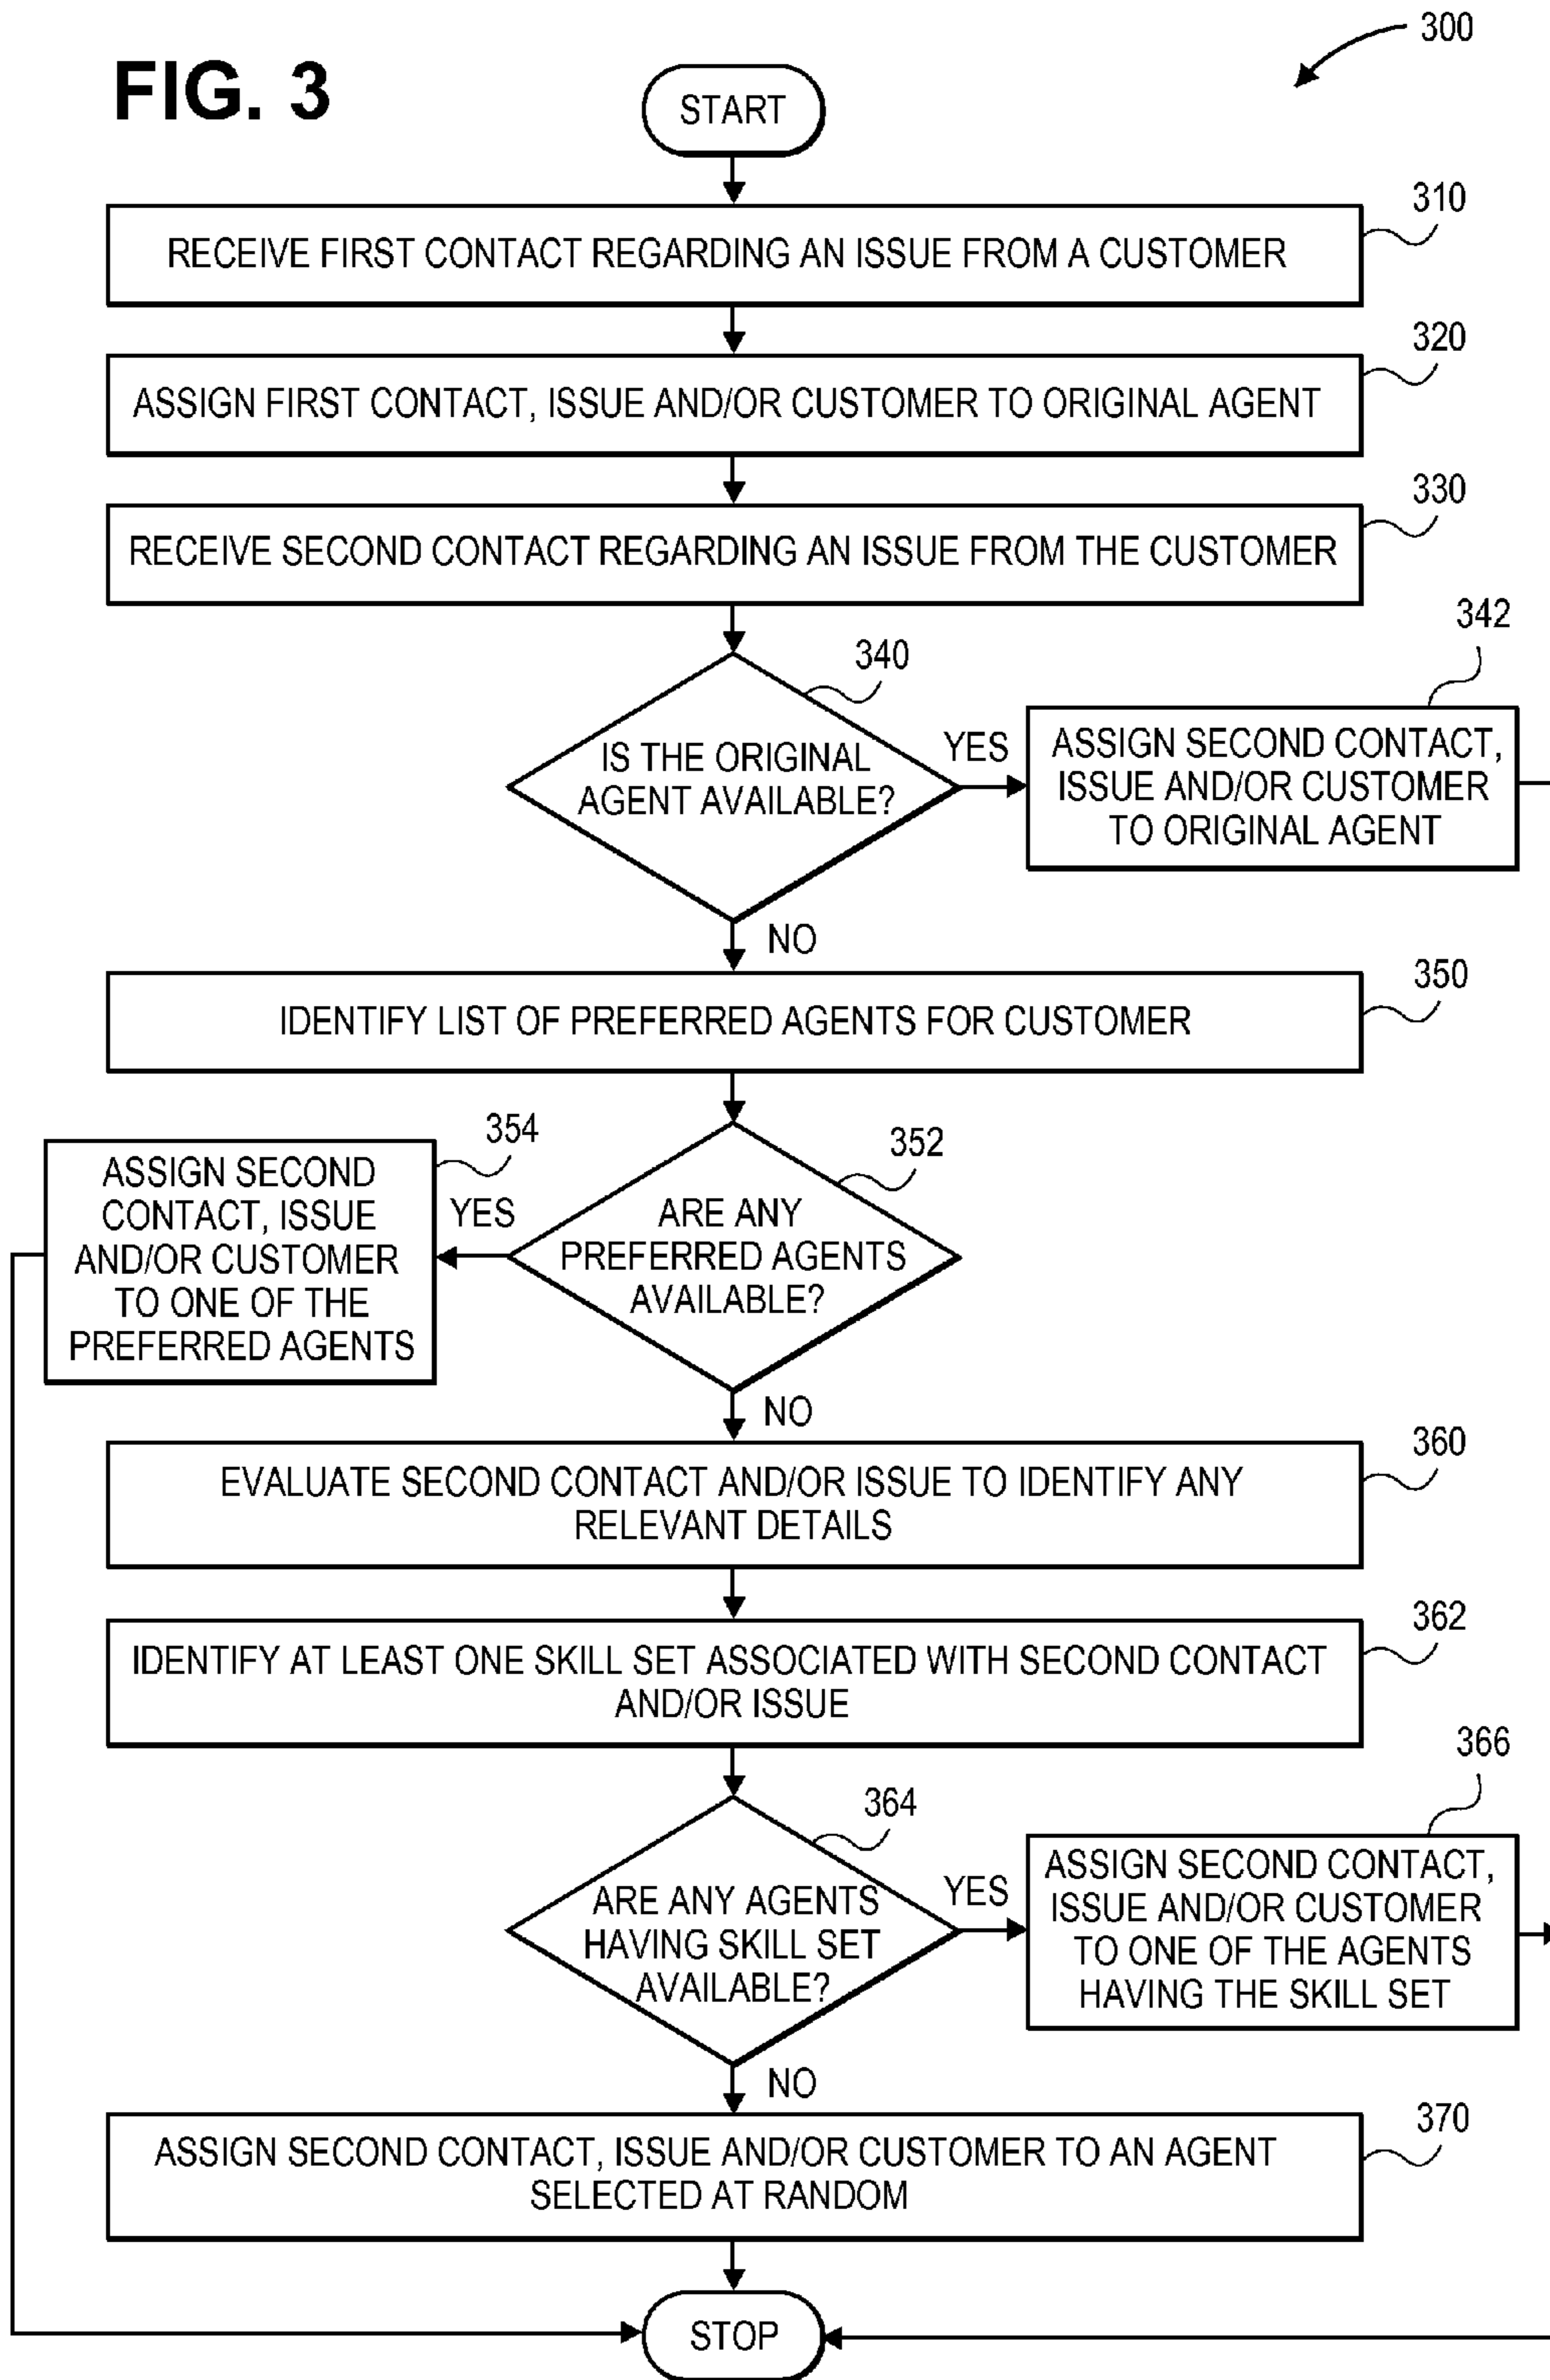 FIG. 3
300
START
310
RECEIVE FIRST CONTACT REGARDING AN ISSUE FROM A CUSTOMER
320
ASSIGN FIRST CONTACT, ISSUE AND/OR CUSTOMER TO ORIGINAL AGENT
330
RECEIVE SECOND CONTACT REGARDING AN ISSUE FROM THE CUSTOMER
340
IS THE ORIGINAL
AGENT AVAILABLE?
YES
342
ASSIGN SECOND CONTACT,
ISSUE AND/OR CUSTOMER
TO ORIGINAL AGENT
NO
350
IDENTIFY LIST OF PREFERRED AGENTS FOR CUSTOMER
352
ARE ANY
PREFERRED AGENTS
AVAILABLE?
YES
354
ASSIGN SECOND
CONTACT, ISSUE
AND/OR CUSTOMER
TO ONE OF THE
PREFERRED AGENTS
NO
360
EVALUATE SECOND CONTACT AND/OR ISSUE TO IDENTIFY ANY
RELEVANT DETAILS
362
IDENTIFY AT LEAST ONE SKILL SET ASSOCIATED WITH SECOND CONTACT
AND/OR ISSUE
364
ARE ANY AGENTS
HAVING SKILL SET
AVAILABLE?
YES
366
ASSIGN SECOND CONTACT,
ISSUE AND/OR CUSTOMER
TO ONE OF THE AGENTS
HAVING THE SKILL SET
NO
370
ASSIGN SECOND CONTACT, ISSUE AND/OR CUSTOMER TO AN AGENT
SELECTED AT RANDOM
STOP